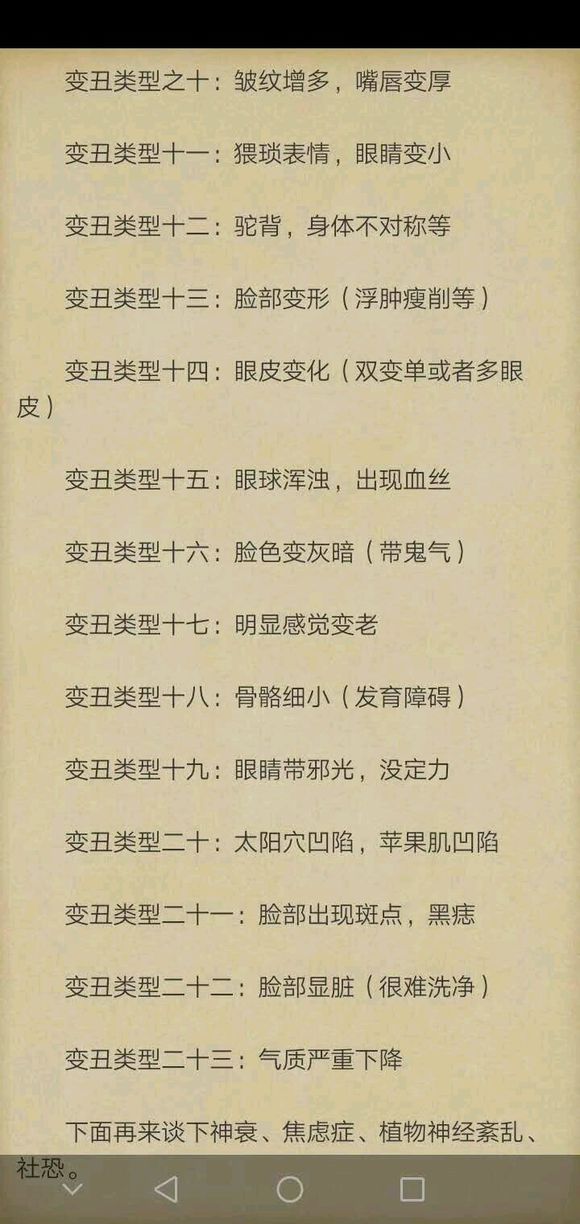 变丑类型之十：皱纹增多，嘴唇变厚
变丑类型十一：猥琐表情，眼睛变小
变丑类型十二：驼背，身体不对称等
变丑类型十三：脸部变形（浮肿瘦削等）
变丑类型十四：眼皮变化（双变单或者多眼
皮）
变丑类型十五：眼球浑浊，出现血丝
变丑类型十六：脸色变灰暗（带鬼气）
变丑类型十七：明显感觉变老
变丑类型十八：骨骼细小（发育障碍）
变丑类型十九：眼睛带邪光，没定力
变丑类型二十：太阳穴凹陷，苹果肌凹陷
变丑类型二十一：脸部出现斑点，黑痣
变丑类型二十二：脸部显脏（很难洗净）
变丑类型二十三：气质严重下降
下面再来谈下神衰、焦虑症、植物神经紊乱、
社恐。